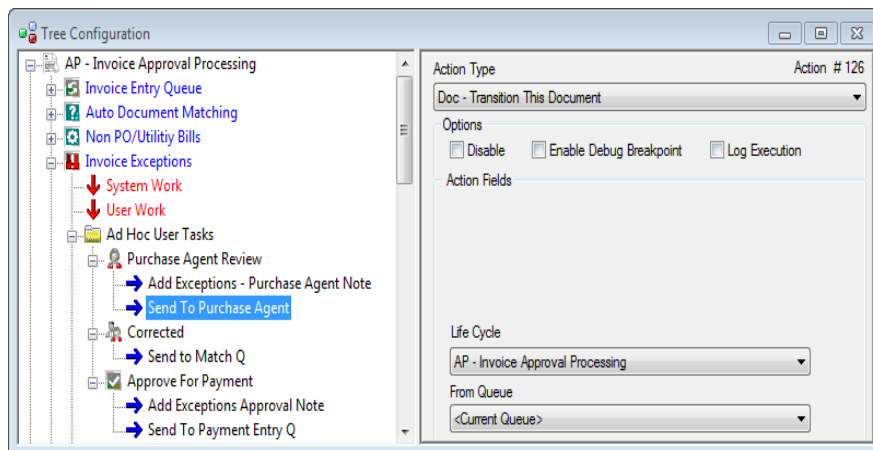 Tree Configuration
AP - Invoice Approval Processing
Invoice Entry Queue
Auto Document Matching
Non PO/Utilitiy Bills
Invoice Exceptions
System Work
User Work
Ad Hoc User Tasks
Purchase Agent Review
Add Exceptions - Purchase Agent Note
Send To Purchase Agent
Corrected
Send to Match Q
Approve For Payment
Add Exceptions Approval Note
Send To Payment Entry Q
Action Type Action # 126
Doc - Transition This Document
Options
Disable Enable Debug Breakpoint Log Execution
Action Fields
Life Cycle
AP - Invoice Approval Processing
From Queue
<Current Queue>